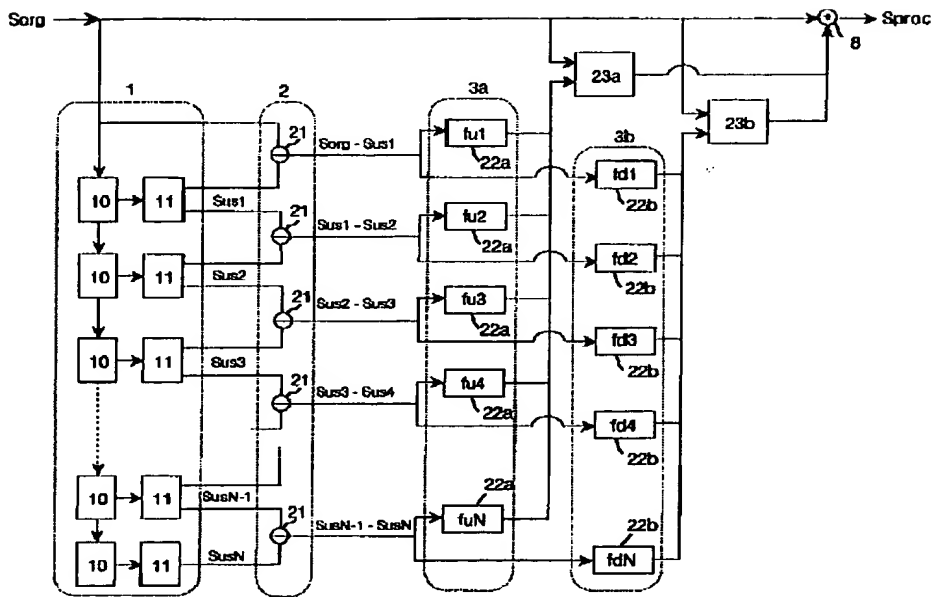 Sorg
Sproc
8
23a
1
2
3a
23b
21
Sorg - Sus1
fu1
3b
22a
fd1
10
11
Sus1
21
22b
Sus1 - Sus2
fu2
22a
fd2
10
11
Sus2
21
22b
Sus2 - Sus3
fu3
22a
fd3
10
11
Sus3
21
22b
Sus3 - Sus4
fu4
22a
fd4
22b
22a
10
11
SusN-1
21
fuN
SusN-1 - SusN
22b
10
11
SusN
fdN